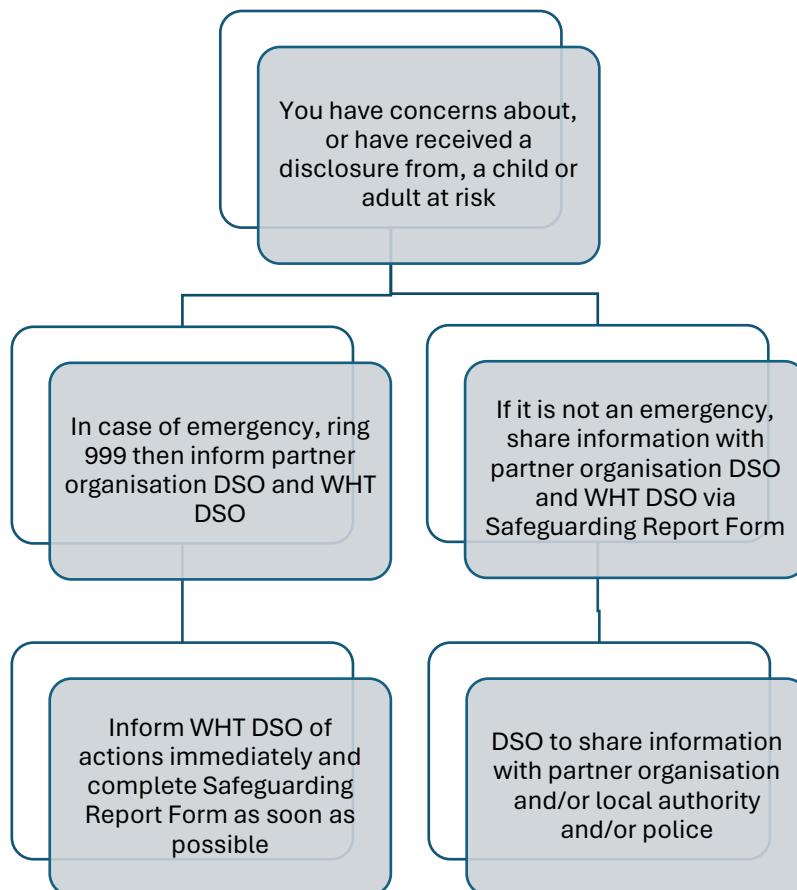 You have concerns about,
or have received a
disclosure from, a child or
adult at risk
In case of emergency, ring
999 then inform partner
organisation DSO and WHT
DSO
If it is not an emergency,
share information with
partner organisation DSO
and WHT DSO via
Safeguarding Report Form
Inform WHT DSO of
actions immediately and
complete Safeguarding
Report Form as soon as
possible
DSO to share information
with partner organisation
and/or local authority
and/or police